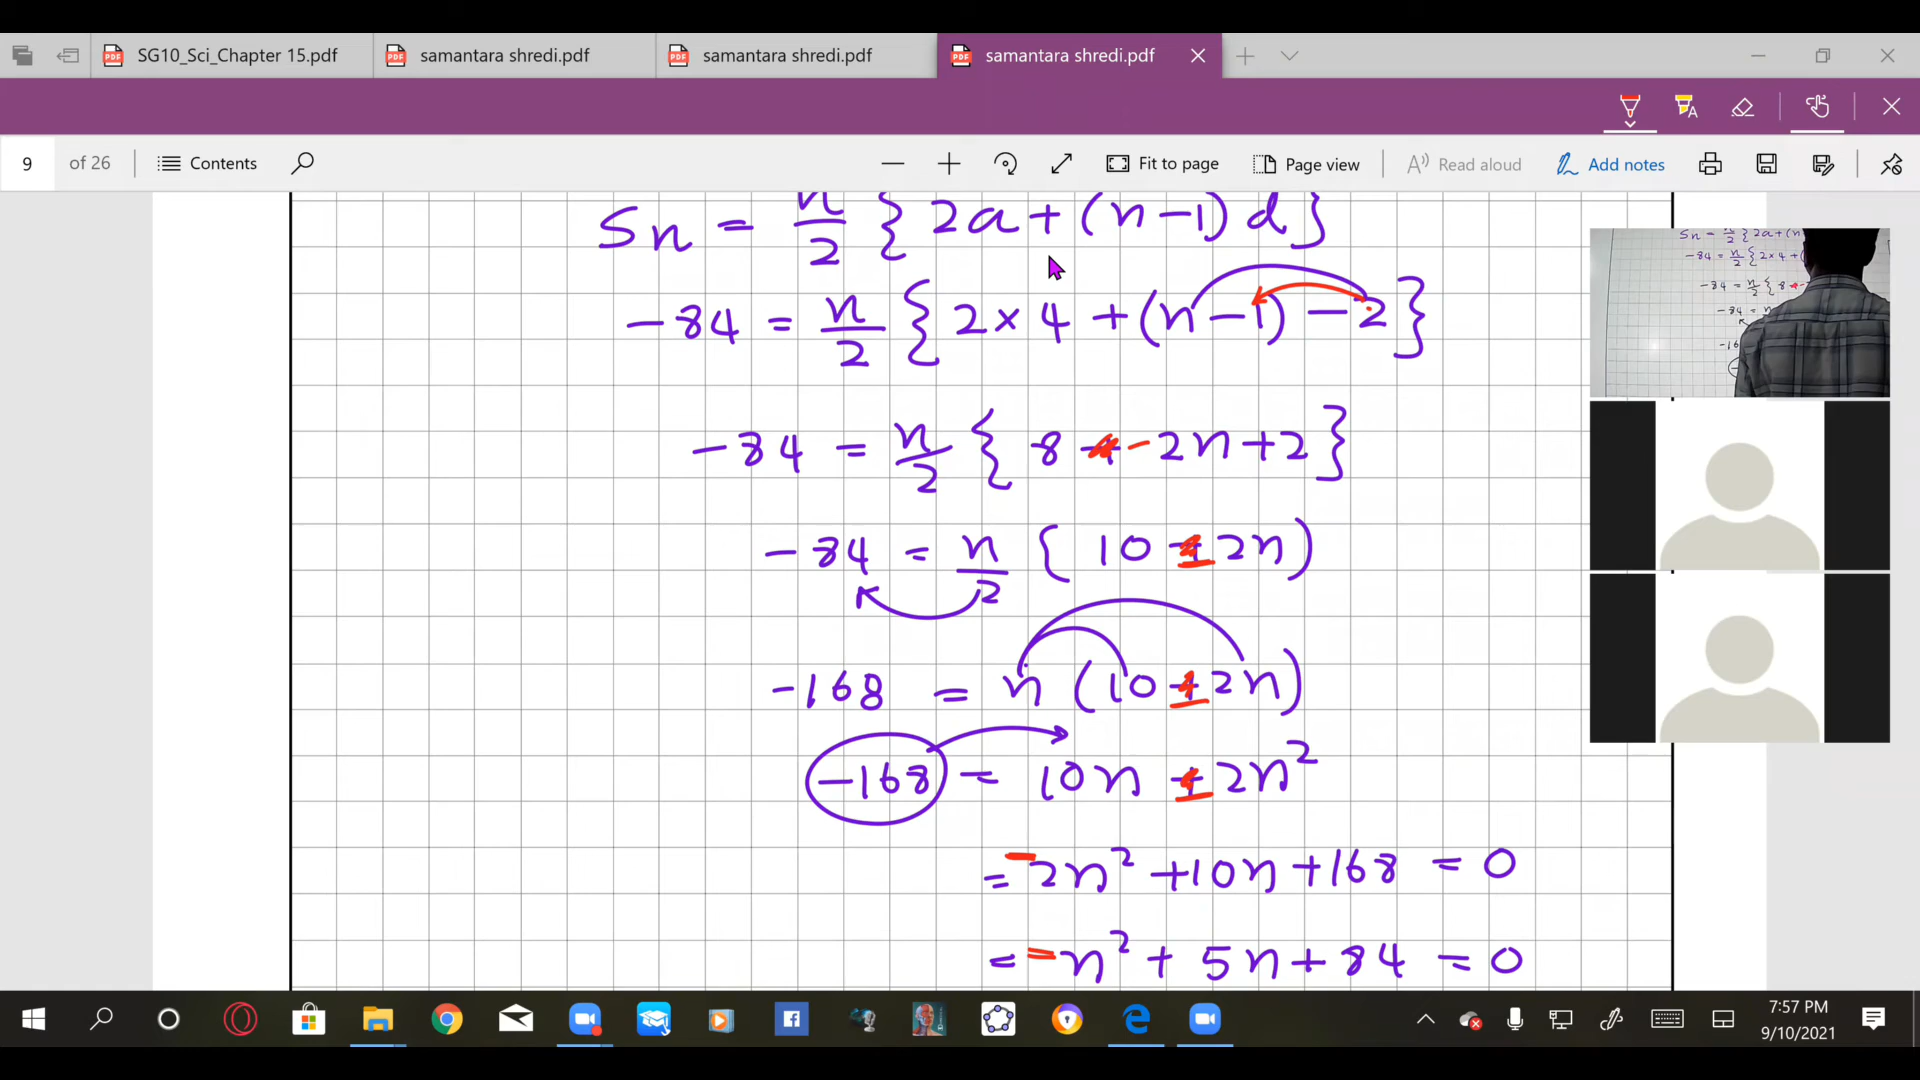 SG10_Sci_Chapter 15.pdf
samantara shredi.pdf
samantara shredi.pdf
samantara shredi.pdf
9 of 26
Contents
Fit to page
Page view
Read aloud
Add notes
Sn = n/2 { 2a + (n-1) d }
-84 = n/2 { 2 × 4 + (n-1) -2 }
-84 = n/2 { 8 - 2n + 2 }
-84 = n/2 { 10 - 2n )
-168 = n ( 10 - 2n )
-168 = 10n - 2n²
= -2n² + 10n + 168 = 0
= -n² + 5n + 84 = 0
7:57 PM
9/10/2021